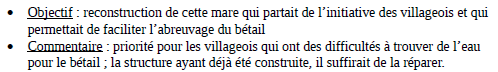 • Objectif : reconstruction de cette mare qui partait de l'initiative des villageois et qui
permettait de faciliter l'abreuvage du bétail
• Commentaire : priorité pour les villageois qui ont des difficultés à trouver de l'eau
pour le bétail ; la structure ayant déjà été construite, il suffirait de la réparer.